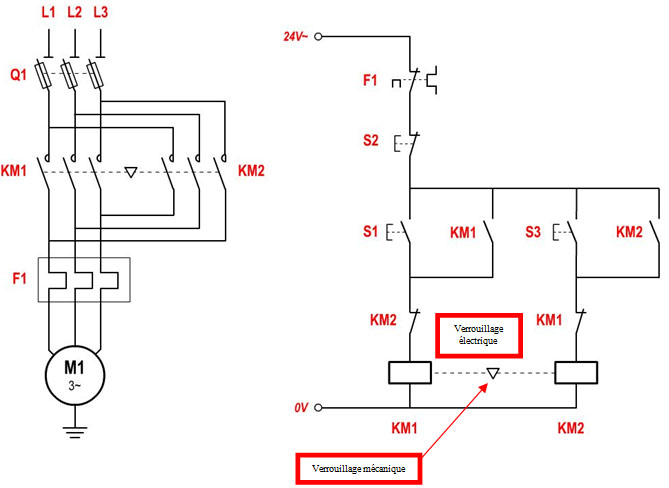 L1 L2 L3
Q1
KM1
KM2
F1
M1
3~
24V~
F1
S2
S1
KM1
S3
KM2
KM2
KM1
Verrouillage
électrique
0V
KM1
KM2
Verrouillage mécanique